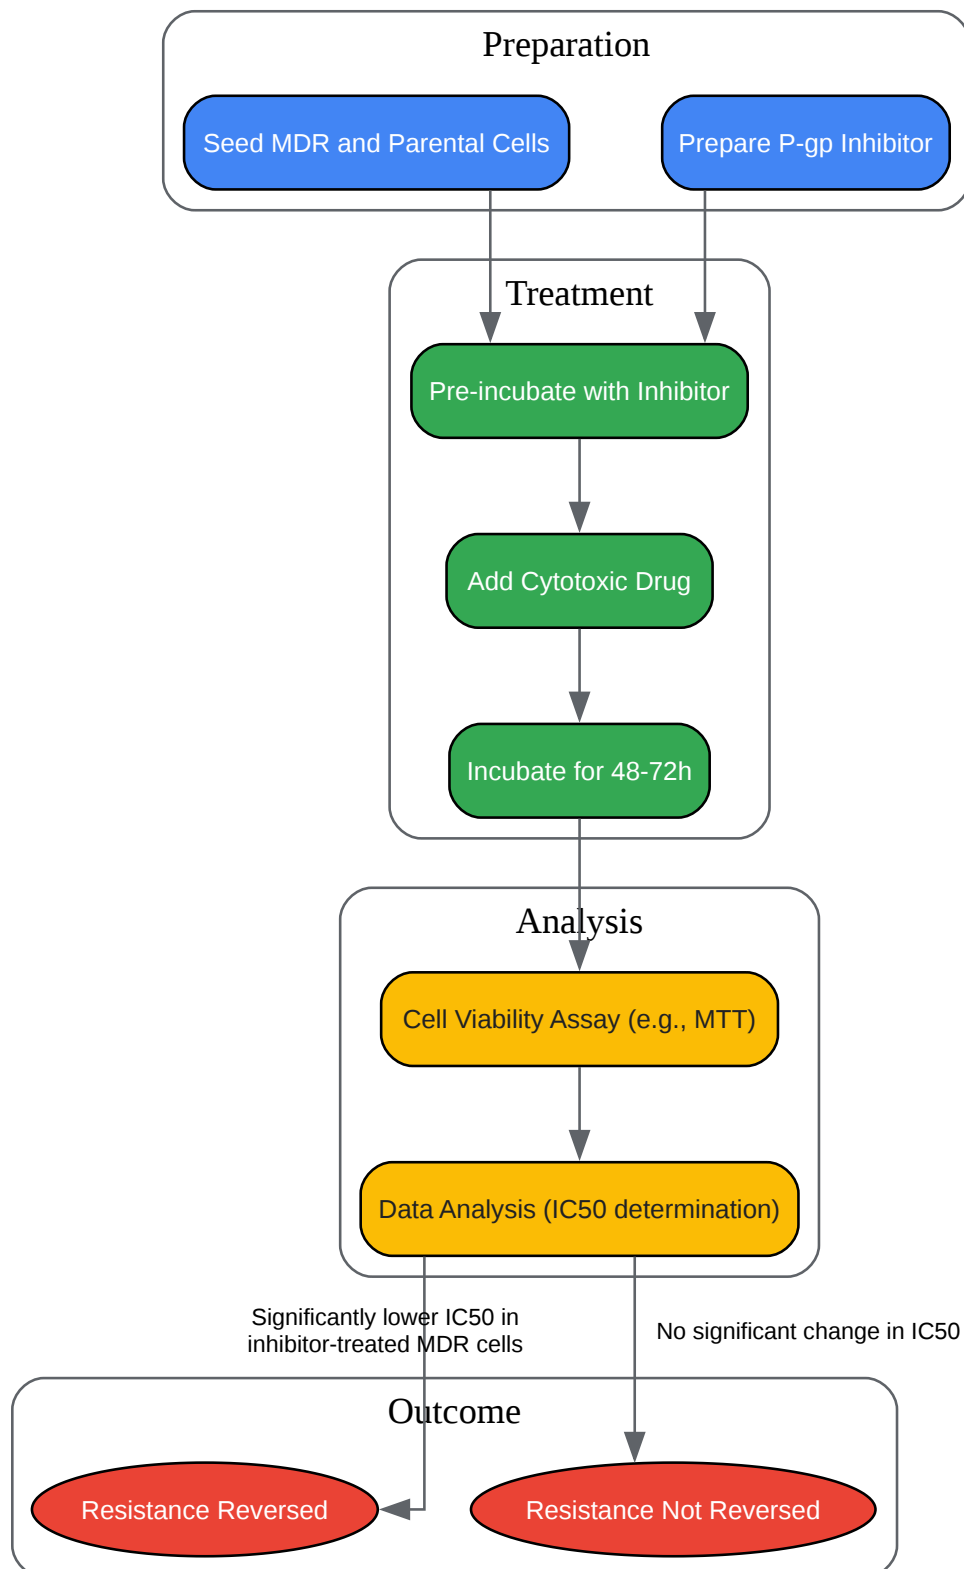 Preparation
Seed MDR and Parental Cells
Prepare P-gp Inhibitor
Treatment
Pre-incubate with Inhibitor
Add Cytotoxic Drug
Incubate for 48-72h
Analysis
Cell Viability Assay (e.g., MTT)
Data Analysis (IC50 determination)
Significantly lower IC50 in
inhibitor-treated MDR cells
No significant change in IC50
Outcome
Resistance Reversed
Resistance Not Reversed